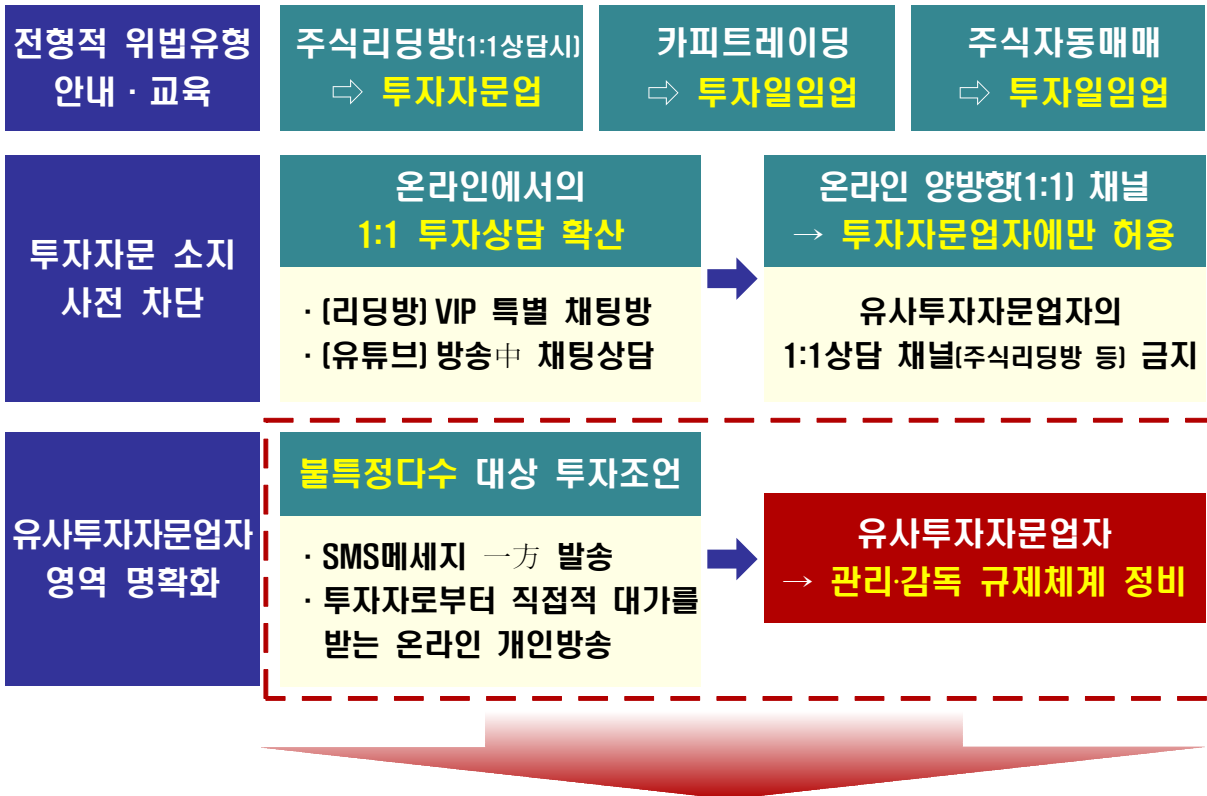 전형적 위법유형
안내 · 교육
주식리딩방(1:1상담시)
⇨ 투자자문업
카피트레이딩
⇨ 투자일임업
주식자동매매
⇨ 투자일임업
투자자문 소지
사전 차단
온라인에서의
1:1 투자상담 확산
· (리딩방) VIP 특별 채팅방
· (유튜브) 방송中 채팅상담
온라인 양방향(1:1) 채널
→ 투자자문업자에만 허용
유사투자자문업자의
1:1상담 채널(주식리딩방 등) 금지
유사투자자문업자
영역 명확화
불특정다수 대상 투자조언
· SMS메세지 一方 발송
· 투자자로부터 직접적 대가를
받는 온라인 개인방송
유사투자자문업자
→ 관리·감독 규제체계 정비